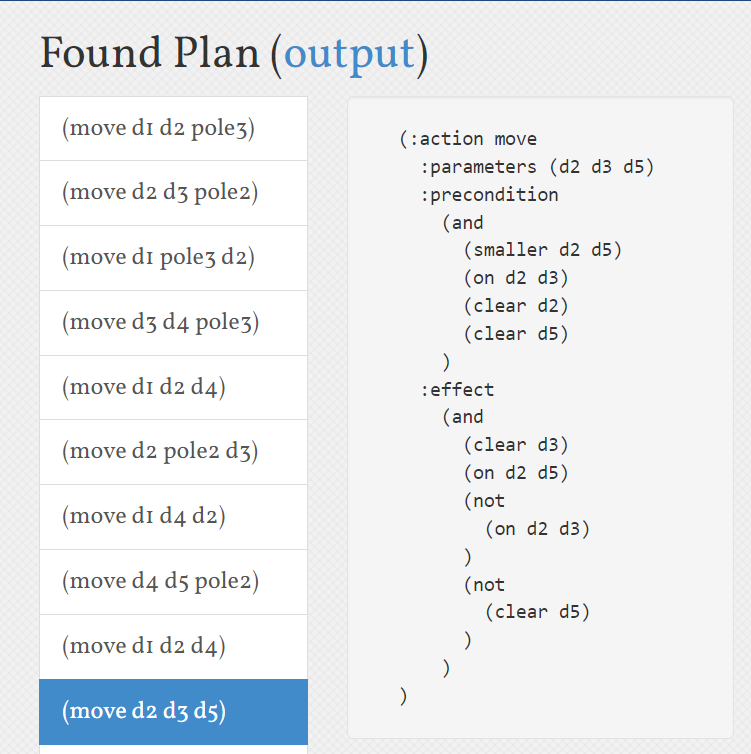 Found Plan (output)
(move d1 d2 pole3)
(move d2 d3 pole2)
(move d1 pole3 d2)
(move d3 d4 pole3)
(move d1 d2 d4)
(move d2 pole2 d3)
(move d1 d4 d2)
(move d4 d5 pole2)
(move d1 d2 d4)
(move d2 d3 d5)
(:action move
:parameters (d2 d3 d5)
:precondition
(and
(smaller d2 d5)
(on d2 d3)
(clear d2)
(clear d5)
)
:effect
(and
(clear d3)
(on d2 d5)
(not
(on d2 d3)
)
(not
(clear d5)
)
)
)